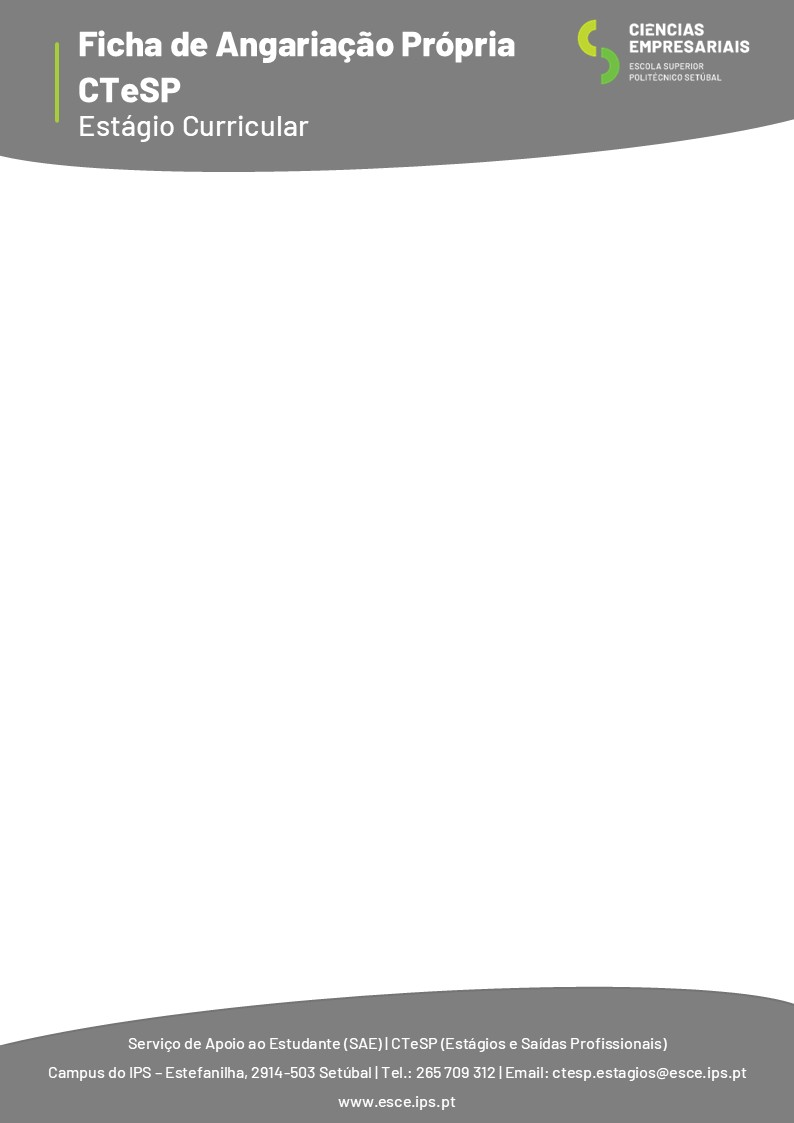 Ficha de Angariação Própria
CTeSP
Estágio Curricular
CIÊNCIAS
EMPRESARIAIS
ESCOLA SUPERIOR
POLITÉCNICO SETÚBAL
Serviço de Apoio ao Estudante (SAE) | CTeSP (Estágios e Saídas Profissionais)
Campus do IPS – Estefanilha, 2914-503 Setúbal | Tel.: 265 709 312 | Email: ctesp.estagios@esce.ips.pt
www.esce.ips.pt